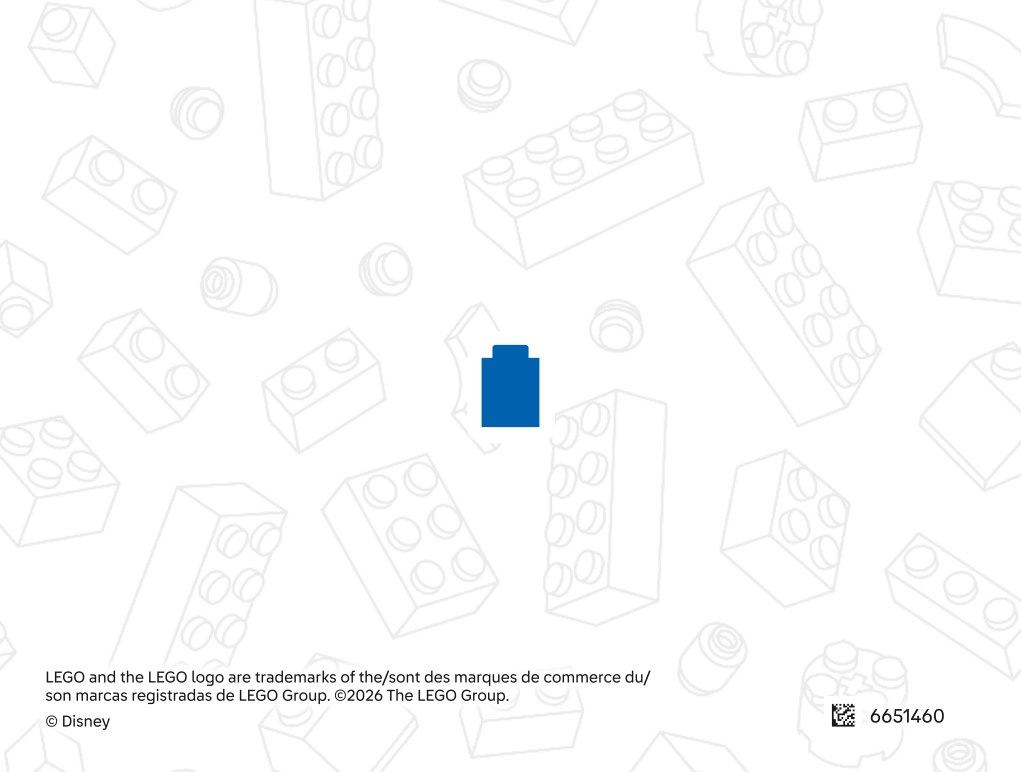 LEGO and the LEGO logo are trademarks of the/sont des marques de commerce du/
son marcas registradas de LEGO Group. ©2026 The LEGO Group.
© Disney
6651460